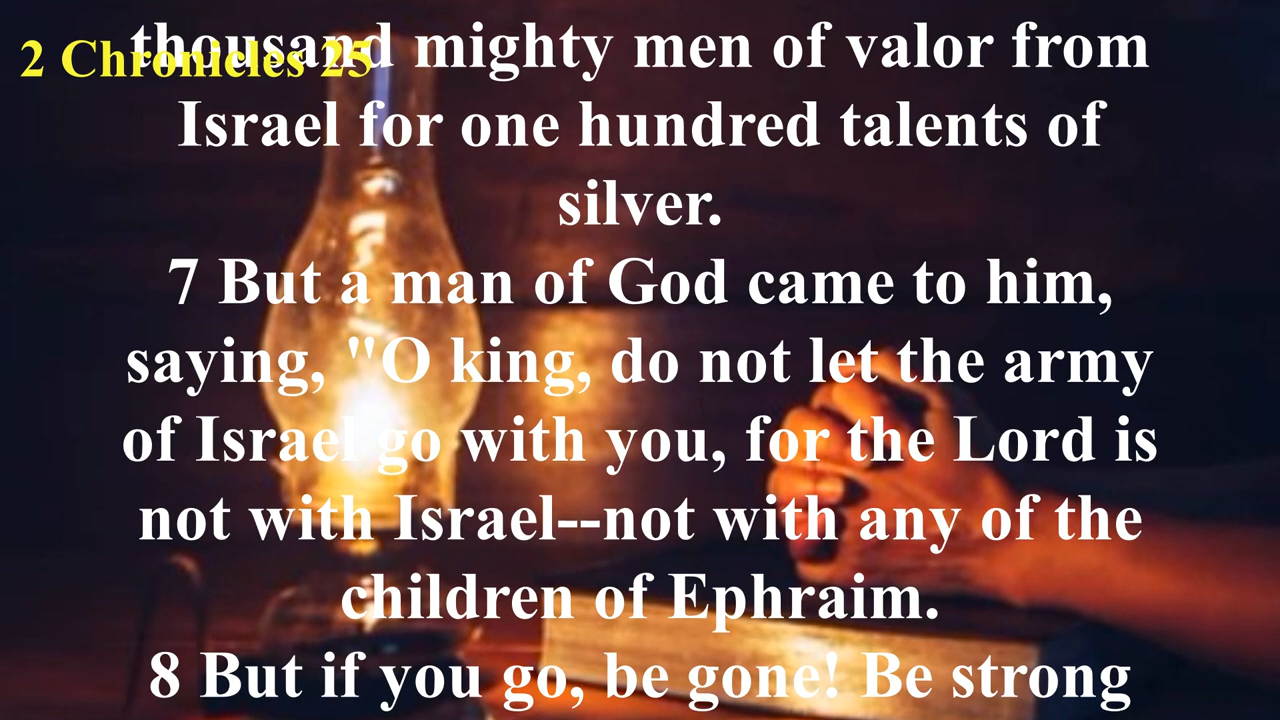 2 Chronicles 25
thousand mighty men of valor from
Israel for one hundred talents of
silver.
7 But a man of God came to him,
saying, "O king, do not let the army
of Israel go with you, for the Lord is
not with Israel--not with any of the
children of Ephraim.
8 But if you go, be gone! Be strong